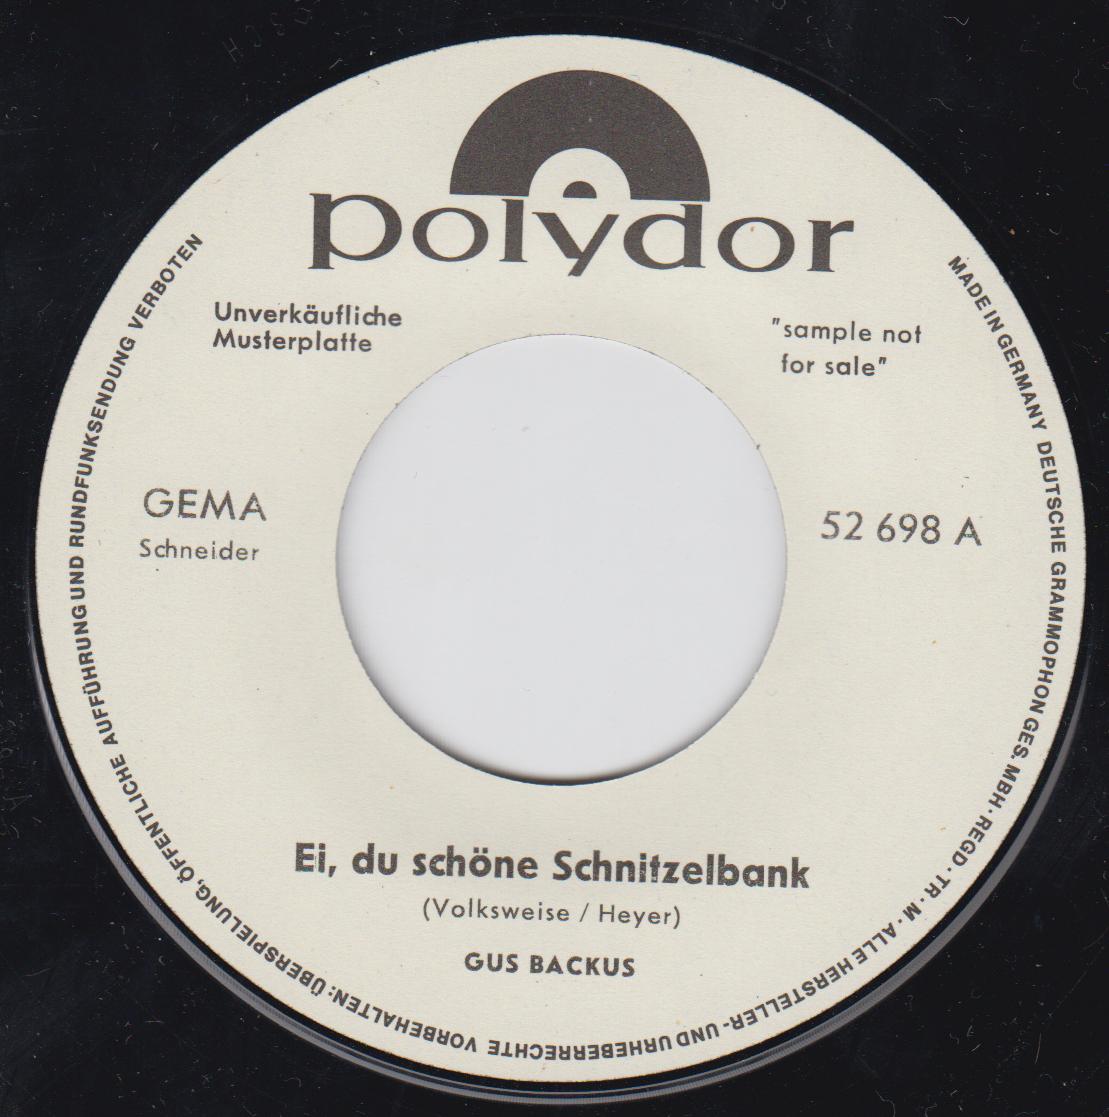 polydor
Unverkäufliche
Musterplatte
"sample not
for sale"
GEMA
Schneider
52 698 A
Ei, du schöne Schnitzelbank
(Volksweise / Heyer)
GUS BACKUS
MADE IN GERMANY DEUTSCHE GRAMMOPHON GES. MBH · REGD · TR · M · ALLE HERSTELLER- UND URHEBERRECHTE VORBEHALTEN: ÜBERSPIELUNG, ÖFFENTLICHE AUFFÜHRUNG UND RUNDFUNKSENDUNG VERBOTEN